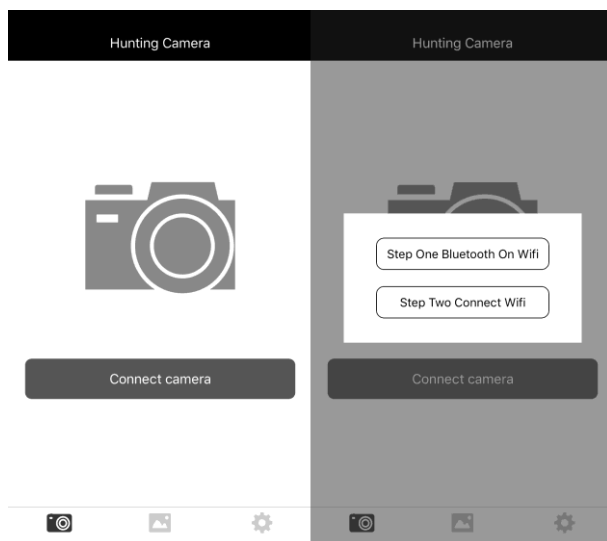 Hunting Camera
Connect camera
Hunting Camera
Step One Bluetooth On Wifi
Step Two Connect Wifi
Connect camera